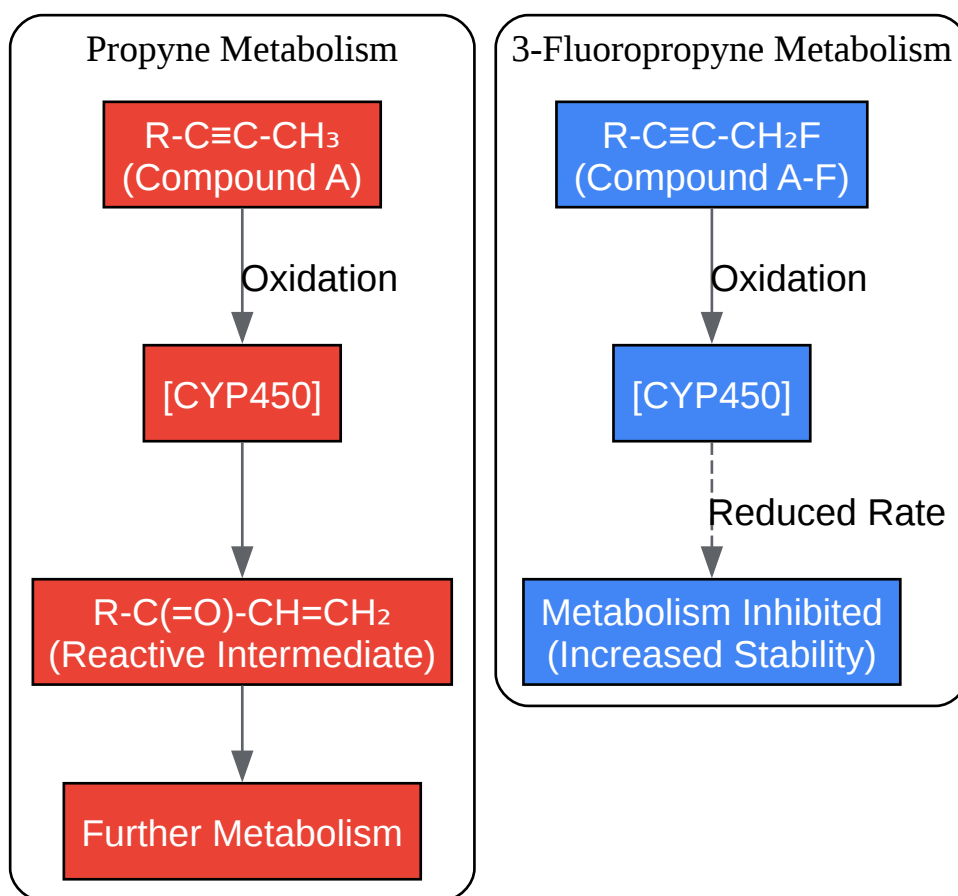 Propyne Metabolism
R-C≡C-CH₃
(Compound A)
Oxidation
[CYP450]
R-C(=O)-CH=CH₂
(Reactive Intermediate)
Further Metabolism
3-Fluoropropyne Metabolism
R-C≡C-CH₂F
(Compound A-F)
Oxidation
[CYP450]
Reduced Rate
Metabolism Inhibited
(Increased Stability)